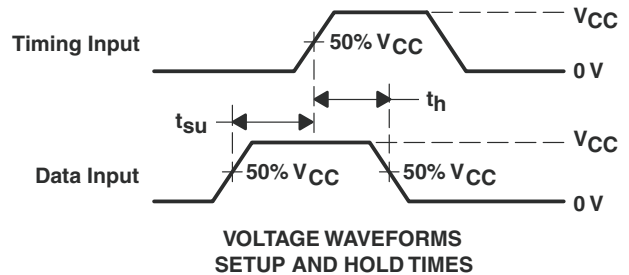 VCC
Timing Input
50% VCC
0 V
th
tsu
VCC
Data Input
50% VCC
50% VCC
0 V
VOLTAGE WAVEFORMS
SETUP AND HOLD TIMES